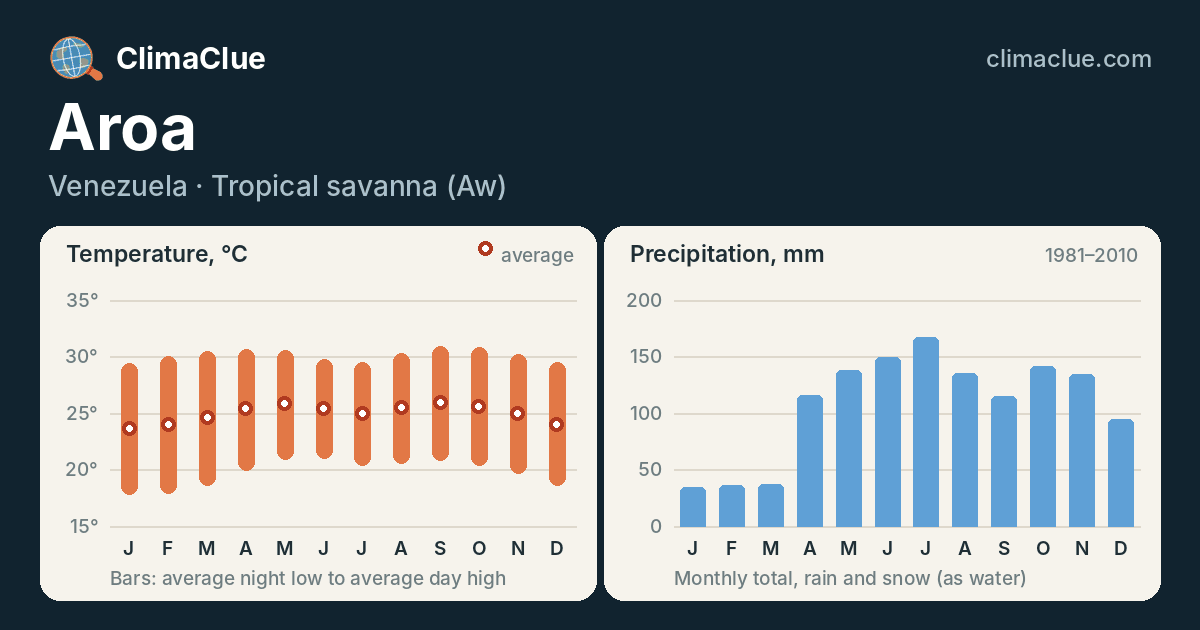 ClimaClue
climaclue.com
Aroa
Venezuela · Tropical savanna (Aw)
Temperature, °C
average
35°
30°
25°
20°
15°
J F M A M J J A S O N D
Bars: average night low to average day high
Precipitation, mm
1981–2010
200
150
100
50
0
J F M A M J J A S O N D
Monthly total, rain and snow (as water)